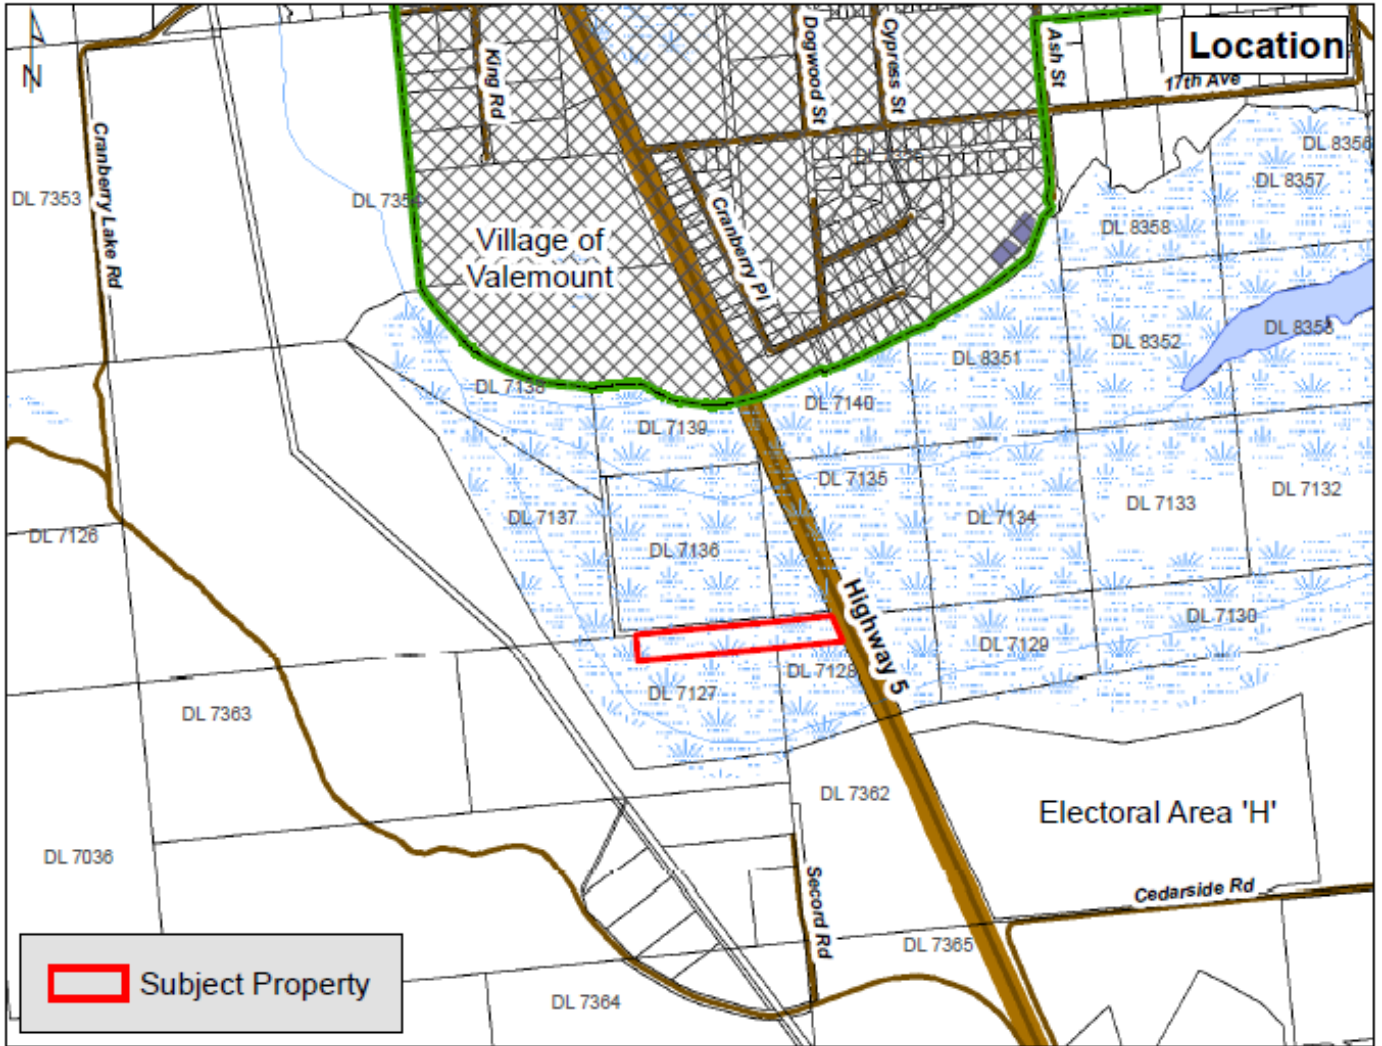 Location
N
King Rd
Dogwood St
Cypress St
Ash St
17th Ave
Cranberry Lake Rd
DL 7353
DL 7354
Village of
Valemount
Cranberry Pl
DL 8356
DL 8357
DL 8358
DL 8353
DL 8352
DL 8351
DL 7138
DL 7139
DL 7140
DL 7135
DL 7137
DL 7136
DL 7134
DL 7133
DL 7132
DL 7126
Highway 5
DL 7130
DL 7129
DL 7128
DL 7127
DL 7363
DL 7362
Electoral Area 'H'
DL 7036
Secord Rd
Cedarside Rd
DL 7365
DL 7364
Subject Property